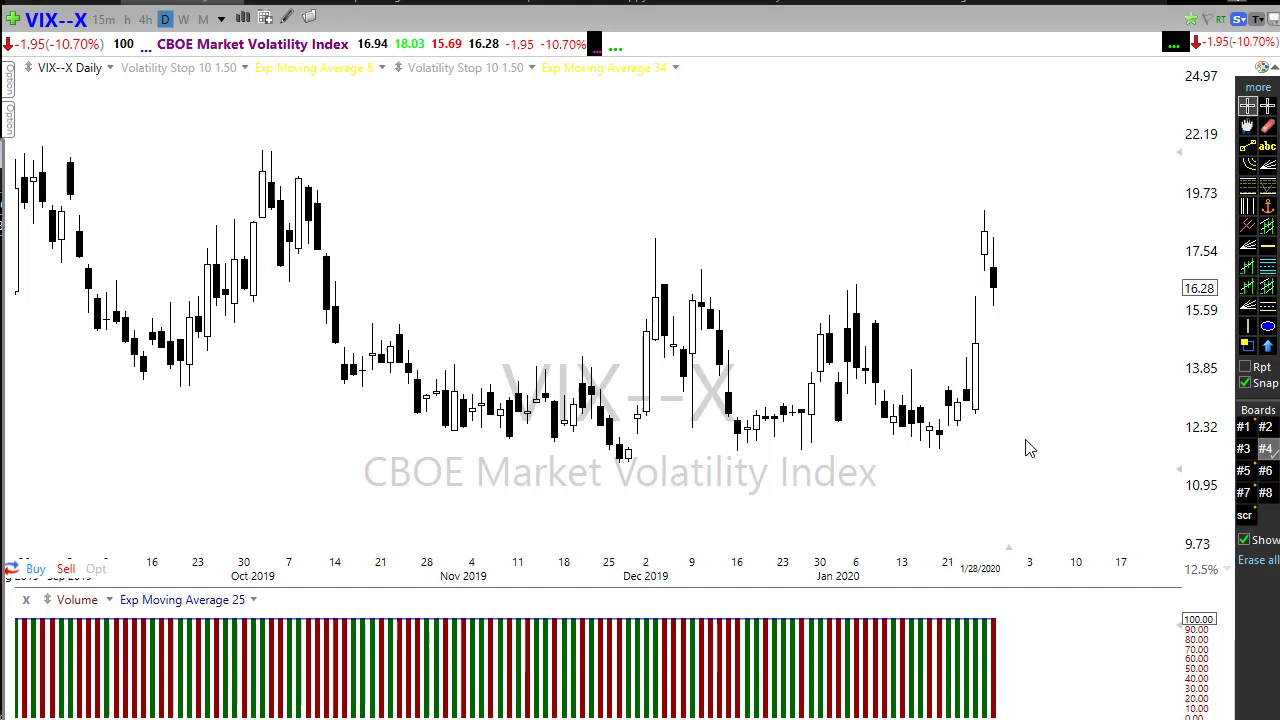 VIX--X 15m h 4h D W M
-1.95(-10.70%) 100 ... CBOE Market Volatility Index 16.94 18.03 15.69 16.28 -1.95 -10.70% ... ... ... -1.95(-10.70%)
VIX--X Daily Volatility Stop 10 1.50 Exp Moving Average 8 Volatility Stop 10 1.50 Exp Moving Average 34
Option
Option
RT S T
more
abc
24.97
22.19
19.73
17.54
16.28
15.59
13.85
12.32
10.95
9.73
12.5%
VIX--X
CBOE Market Volatility Index
Rpt
Snap
Boards
#1 #2
#3 #4
#5 #6
#7 #8
scr
Show
Erase all
16 23 30 7 14 21 28 4 11 18 25 2 9 16 23 30 6 13 21 1/28/2020 3 10 17
Buy Sell Opt
Oct 2019 Nov 2019 Dec 2019 Jan 2020
x Volume Exp Moving Average 25
100.00
90.00
80.00
70.00
60.00
50.00
40.00
30.00
20.00
10.00